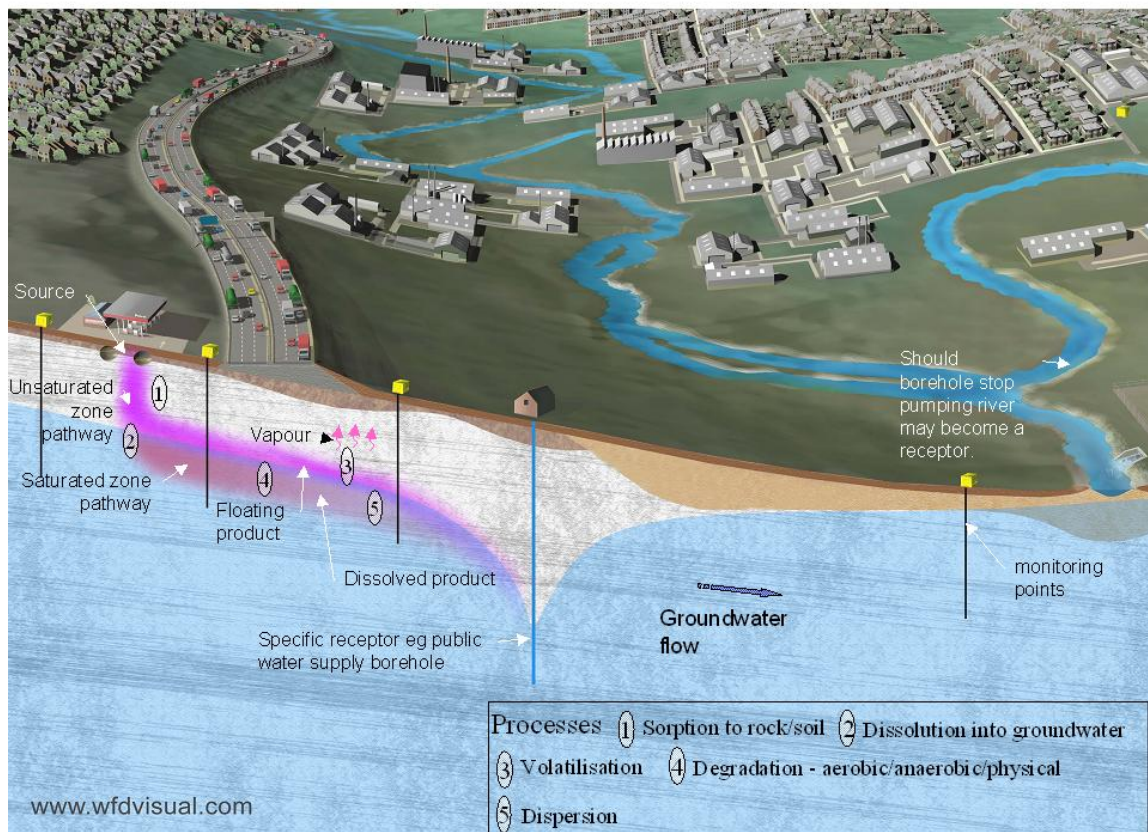 Source
Unsaturated
zone
pathway
1
2
Saturated zone
pathway
Vapour
3
4
Floating
product
5
Dissolved product
Specific receptor eg public
water supply borehole
Groundwater
flow
Should
borehole stop
pumping river
may become a
receptor.
monitoring
points
Processes 1 Sorption to rock/soil 2 Dissolution into groundwater
3 Volatilisation 4 Degradation - aerobic/anaerobic/physical
5 Dispersion
www.wfdvisual.com